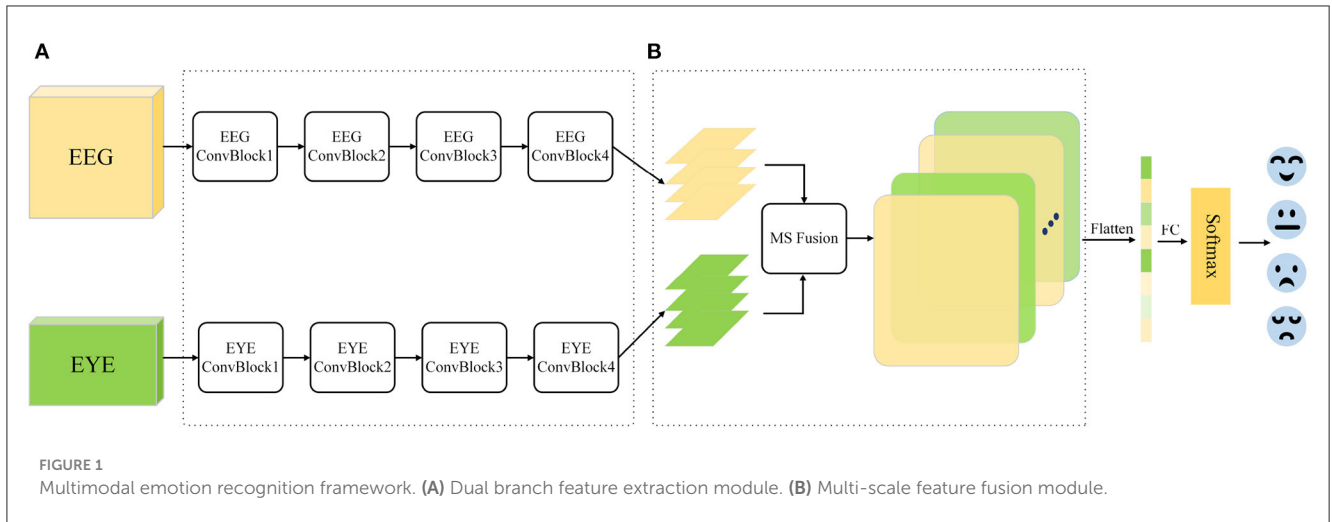 A
B
EEG
EEG
ConvBlock1
EEG
ConvBlock2
EEG
ConvBlock3
EEG
ConvBlock4
MS Fusion
Flatten
FC
Softmax
EYE
EYE
ConvBlock1
EYE
ConvBlock2
EYE
ConvBlock3
EYE
ConvBlock4
FIGURE 1
Multimodal emotion recognition framework. (A) Dual branch feature extraction module. (B) Multi-scale feature fusion module.